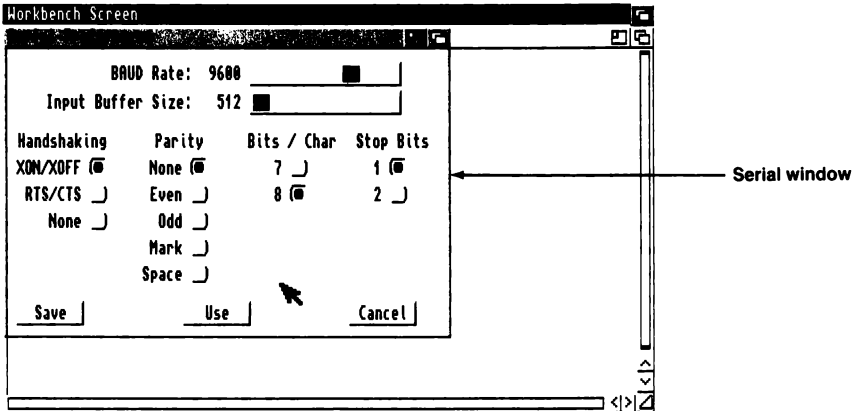 Workbench Screen
BAUD Rate: 9600
Input Buffer Size: 512
Handshaking Parity Bits / Char Stop Bits
XON/XOFF None 7 1
RTS/CTS Even 8 2
None Odd
Mark
Space
Save Use Cancel
Serial window